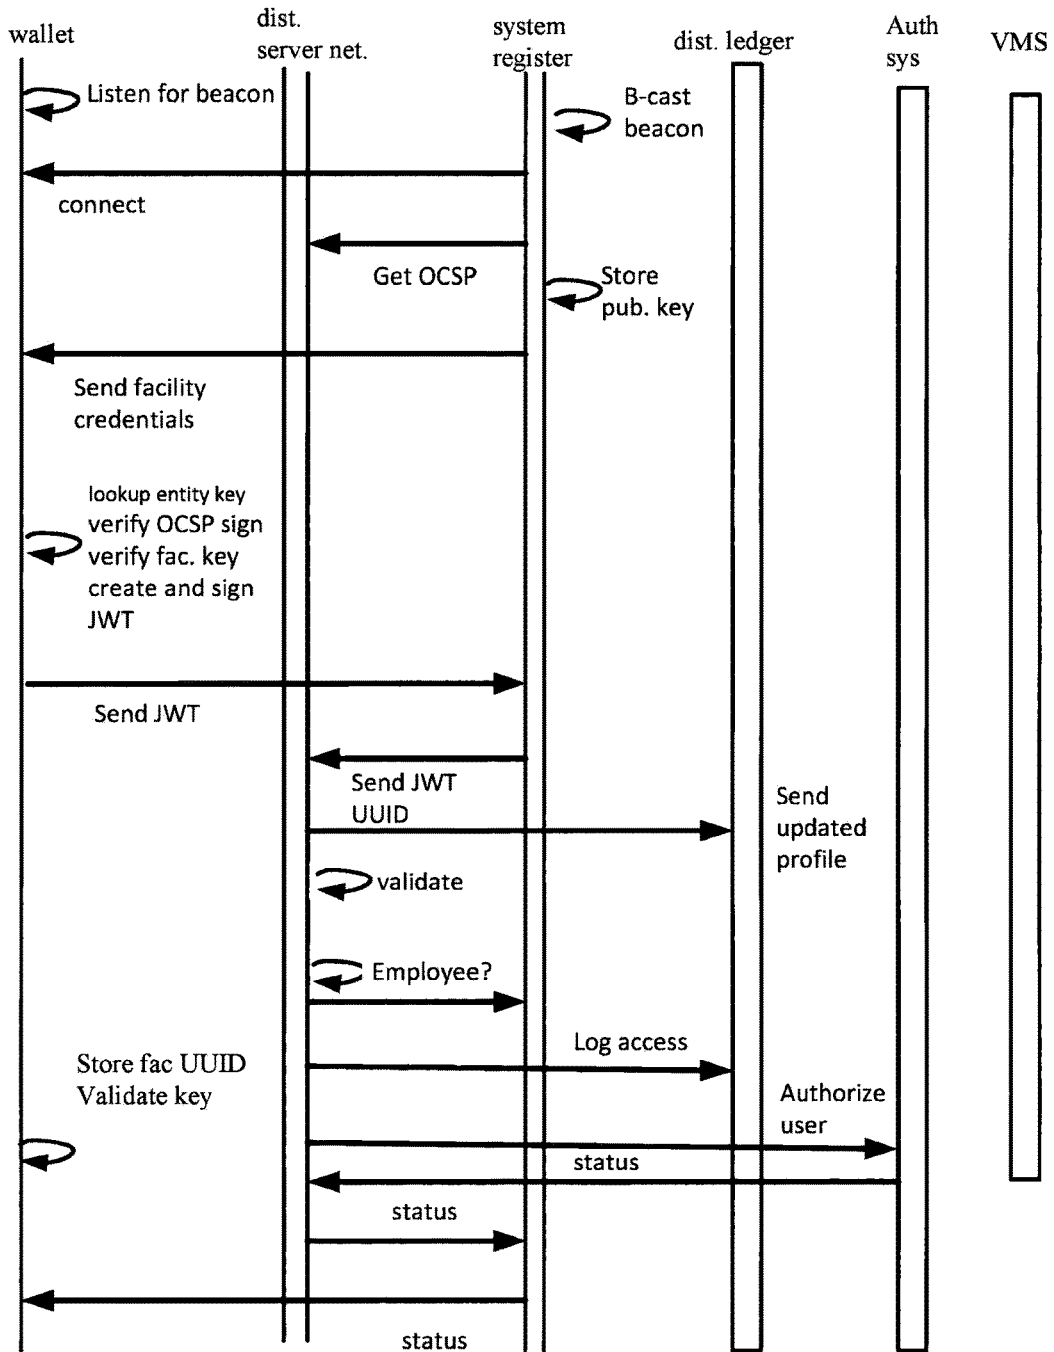 wallet
dist.
server net.
system
register
dist. ledger
Auth
sys
VMS
Listen for beacon
B-cast
beacon
connect
Get OCSP
Store
pub. key
Send facility
credentials
lookup entity key
verify OCSP sign
verify fac. key
create and sign
JWT
Send JWT
Send JWT
UUID
Send
updated
profile
validate
Employee?
Log access
Store fac UUID
Validate key
Authorize
user
status
status
status